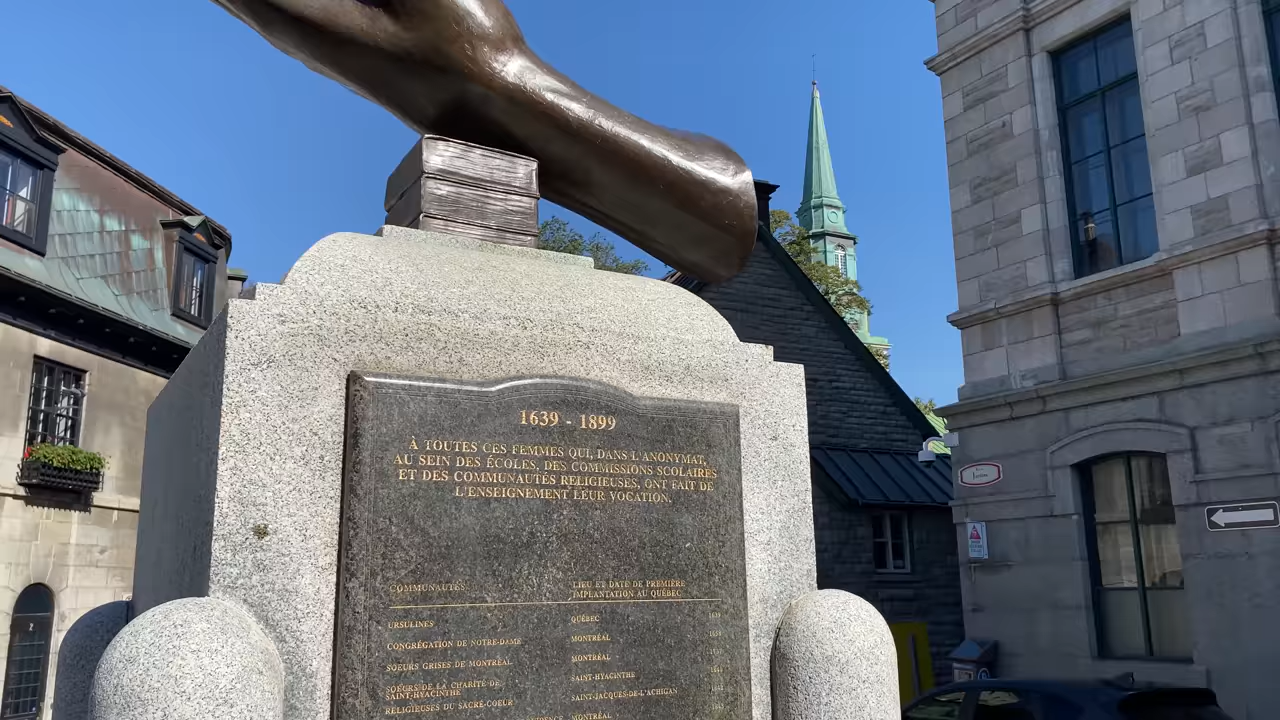 1639 - 1899
À TOUTES CES FEMMES QUI, DANS L'ANONYMAT,
AU SEIN DES ÉCOLES, DES COMMISSIONS SCOLAIRES
ET DES COMMUNAUTÉS RELIGIEUSES, ONT FAIT DE
L'ENSEIGNEMENT LEUR VOCATION.
COMMUNAUTÉS
LIEU ET DATE DE PREMIÈRE
IMPLANTATION AU QUÉBEC
URSULINES QUÉBEC 1639
CONGRÉGATION DE NOTRE-DAME MONTRÉAL
SOEURS GRISES DE MONTRÉAL MONTRÉAL
SOEURS DE LA CHARITÉ DE
SAINT-HYACINTHE SAINT-HYACINTHE
RELIGIEUSES DU SACRÉ-COEUR SAINT-JACQUES-DE-L'ACHIGAN
MONTRÉAL
2